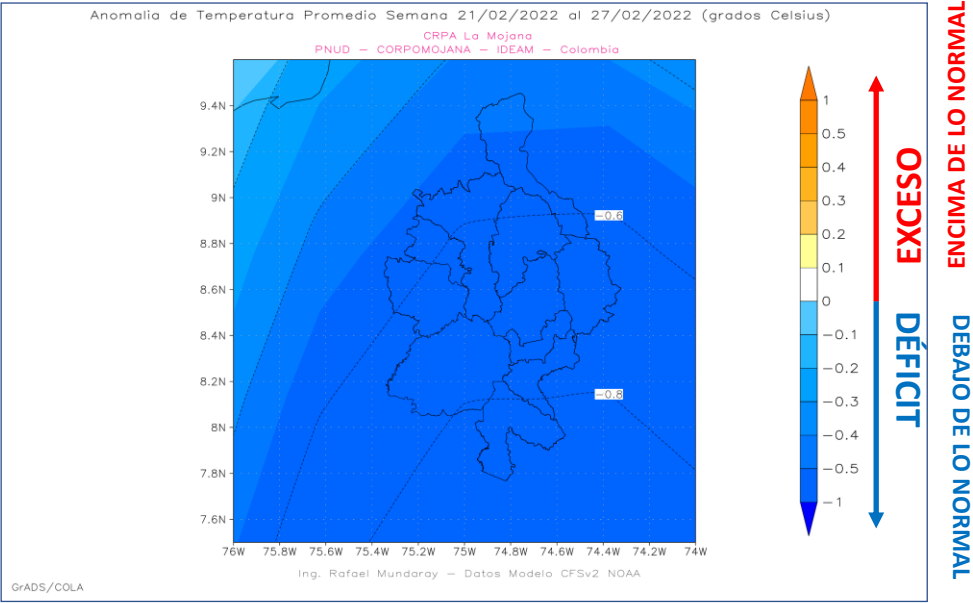 Anomalia de Temperatura Promedio Semana 21/02/2022 al 27/02/2022 (grados Celsius)
CRPA La Mojana
PNUD – CORPOMOJANA – IDEAM – Colombia
9.4N
9.2N
9N
8.8N
8.6N
8.4N
8.2N
8N
7.8N
7.6N
76W 75.8W 75.6W 75.4W 75.2W 75W 74.8W 74.6W 74.4W 74.2W 74W
−0.6
−0.8
1
0.5
0.4
0.3
0.2
0.1
0
−0.1
−0.2
−0.3
−0.4
−0.5
−1
EXCESO
DÉFICIT
ENCIMA DE LO NORMAL
DEBAJO DE LO NORMAL
Ing. Rafael Mundaray – Datos Modelo CFSv2 NOAA
GrADS/COLA